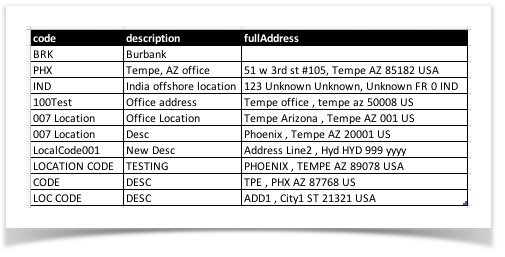 code description fullAddress
BRK Burbank
PHX Tempe, AZ office 51 w 3rd st #105, Tempe AZ 85182 USA
IND India offshore location 123 Unknown Unknown, Unknown FR 0 IND
100Test Office address Tempe office , tempe az 50008 US
007 Location Office Location Tempe Arizona , Tempe AZ 001 US
007 Location Desc Phoenix , Tempe AZ 20001 US
LocalCode001 New Desc Address Line2 , Hyd HYD 999 yyyy
LOCATION CODE TESTING PHOENIX , TEMPE AZ 89078 USA
CODE DESC TPE , PHX AZ 87768 US
LOC CODE DESC ADD1 , City1 ST 21321 USA